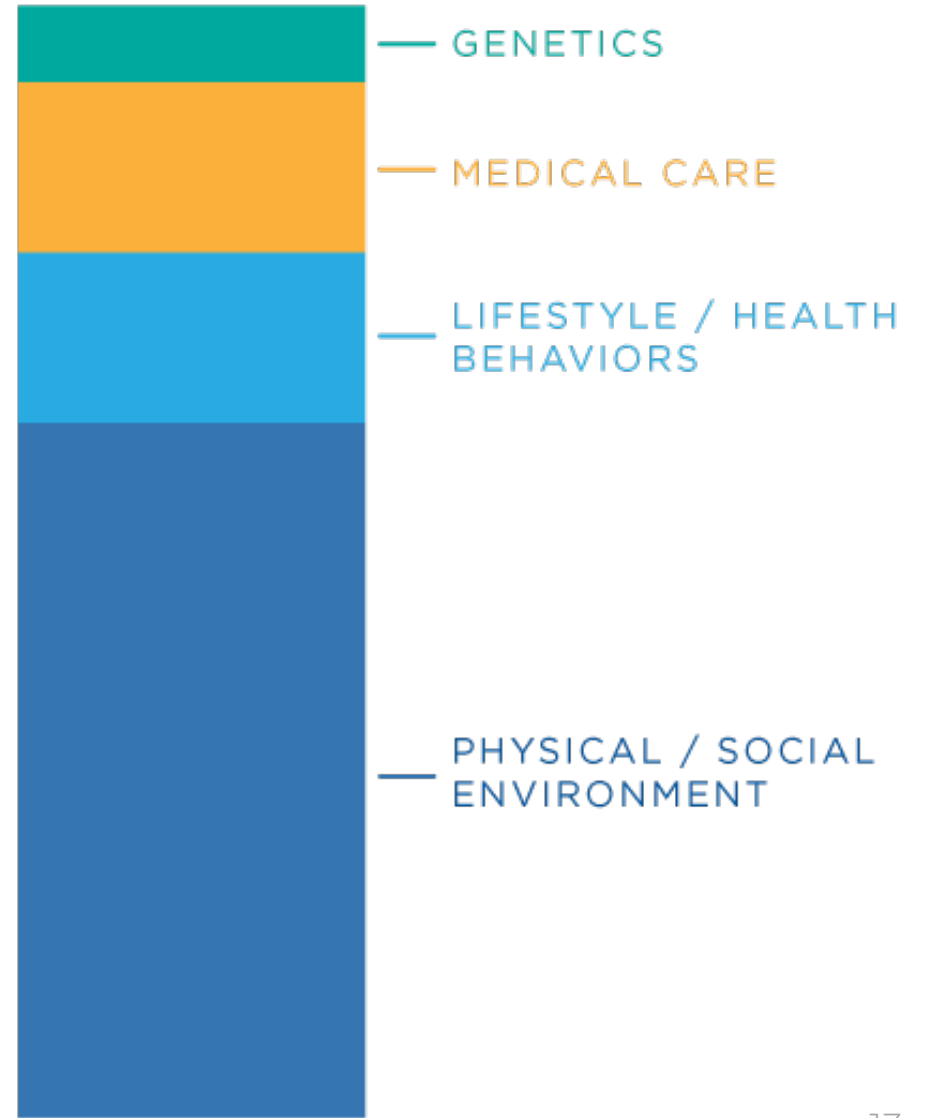 GENETICS
MEDICAL CARE
LIFESTYLE / HEALTH
BEHAVIORS
PHYSICAL / SOCIAL
ENVIRONMENT